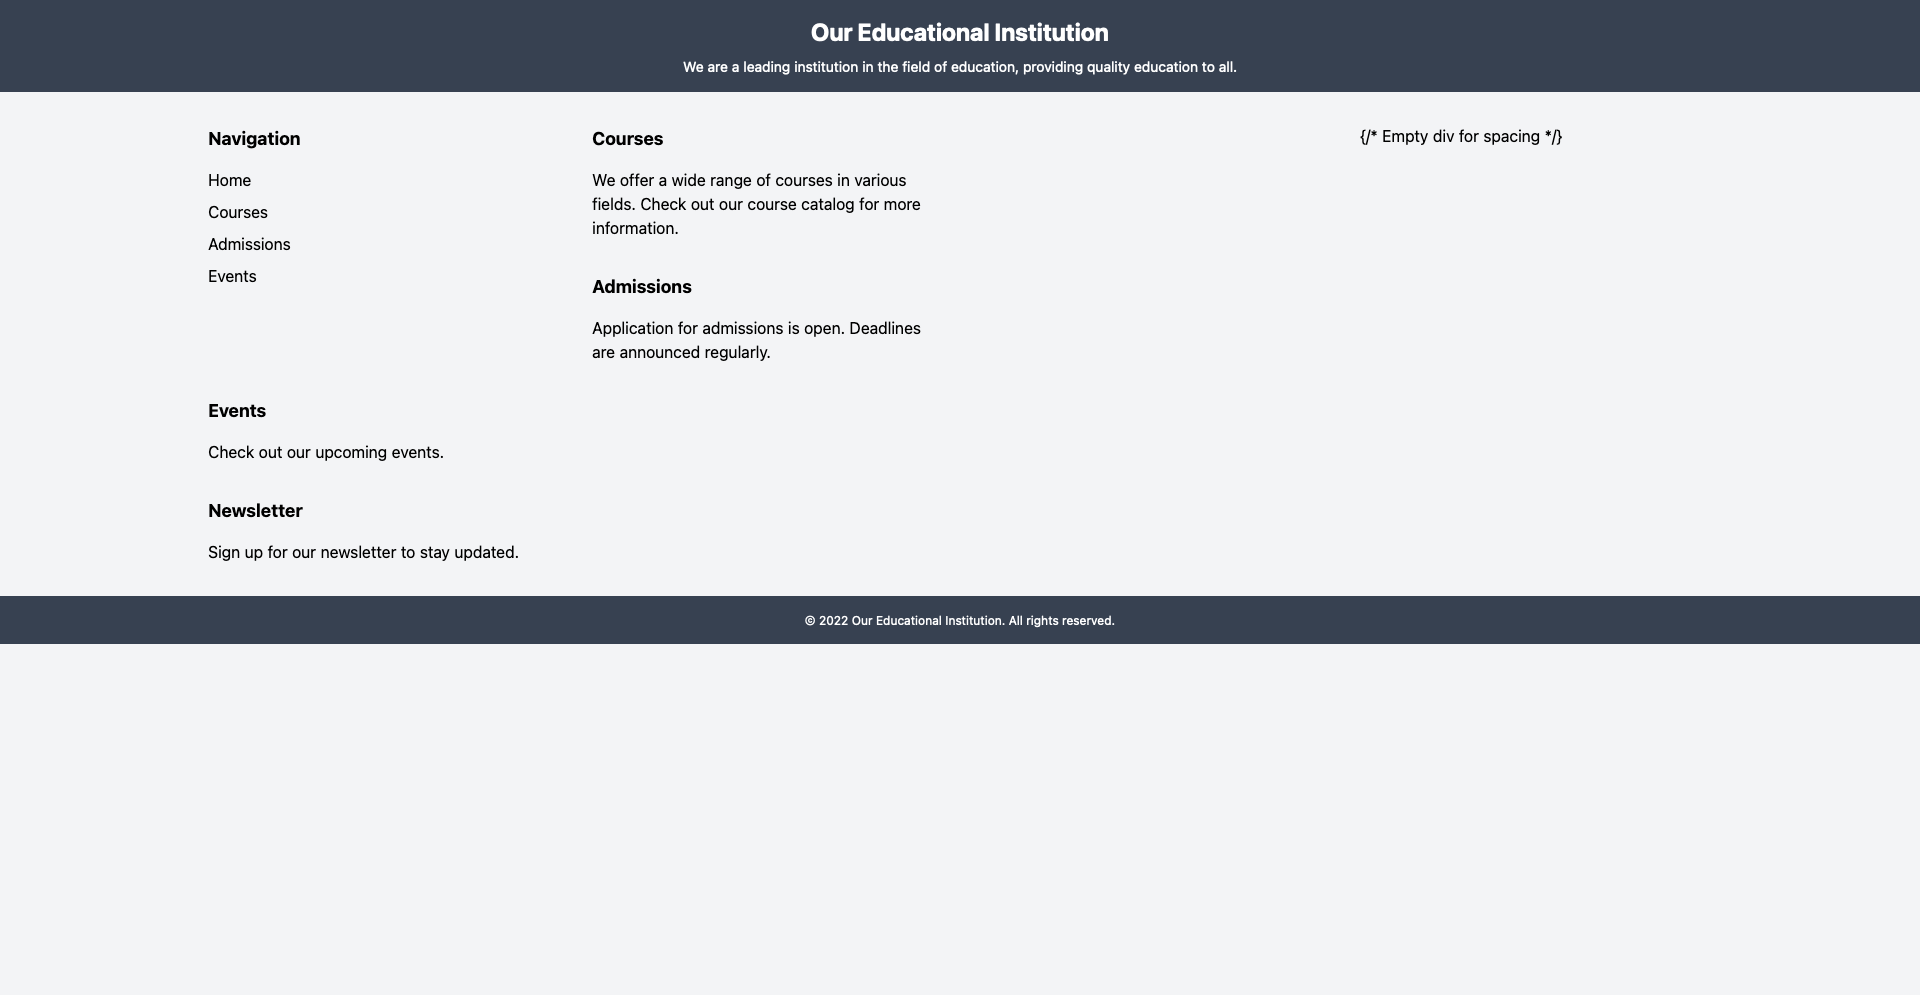 Our Educational Institution
We are a leading institution in the field of education, providing quality education to all.
Navigation
Home
Courses
Admissions
Events
Courses
We offer a wide range of courses in various
fields. Check out our course catalog for more
information.
Admissions
Application for admissions is open. Deadlines
are announced regularly.
{/* Empty div for spacing */}
Events
Check out our upcoming events.
Newsletter
Sign up for our newsletter to stay updated.
© 2022 Our Educational Institution. All rights reserved.